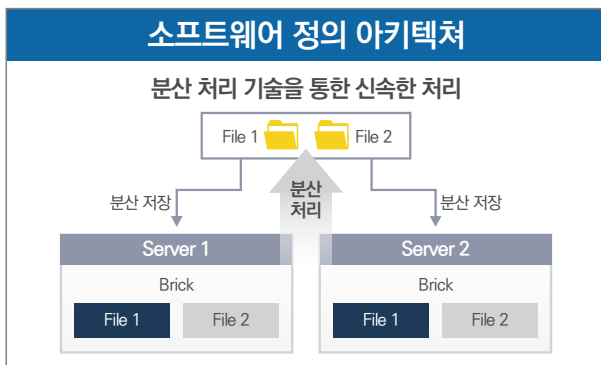 소프트웨어 정의 아키텍쳐
분산 처리 기술을 통한 신속한 처리
File 1
File 2
분산
처리
분산 저장
분산 저장
Server 1
Brick
File 1
File 2
Server 2
Brick
File 1
File 2